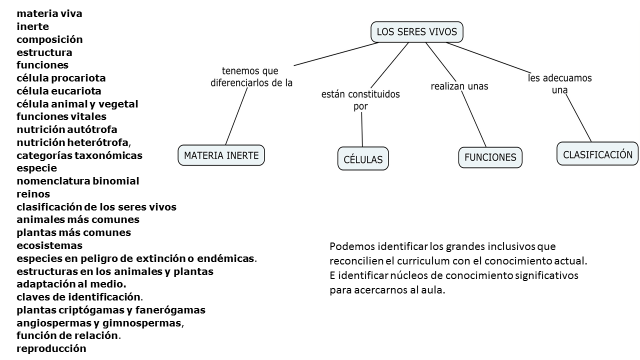 materia viva
inerte
composición
estructura
funciones
célula procariota
célula eucariota
célula animal y vegetal
funciones vitales
nutrición autótrofa
nutrición heterótrofa,
categorías taxonómicas
especie
nomenclatura binomial
reinos
clasificación de los seres vivos
animales más comunes
plantas más comunes
ecosistemas
especies en peligro de extinción o endémicas.
estructuras en los animales y plantas
adaptación al medio.
claves de identificación.
plantas criptógamas y fanerógamas
angiospermas y gimnospermas,
función de relación.
reproducción
LOS SERES VIVOS
tenemos que
diferenciarlos de la
están constituidos
por
realizan unas
les adecuamos
una
MATERIA INERTE
CÉLULAS
FUNCIONES
CLASIFICACIÓN
Podemos identificar los grandes inclusivos que
reconcilien el curriculum con el conocimiento actual.
E identificar núcleos de conocimiento significativos
para acercarnos al aula.